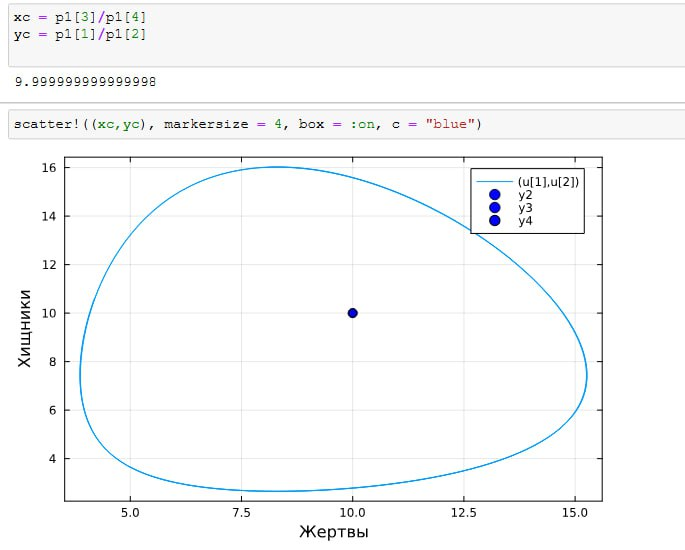 xc = p1[3]/p1[4]
yc = p1[1]/p1[2]
9.999999999999998
scatter!((xc,yc), markersize = 4, box = :on, c = "blue")
(u[1],u[2])
y2
y3
y4
16
14
12
10
8
6
4
Хищники
5.0 7.5 10.0 12.5 15.0
Жертвы